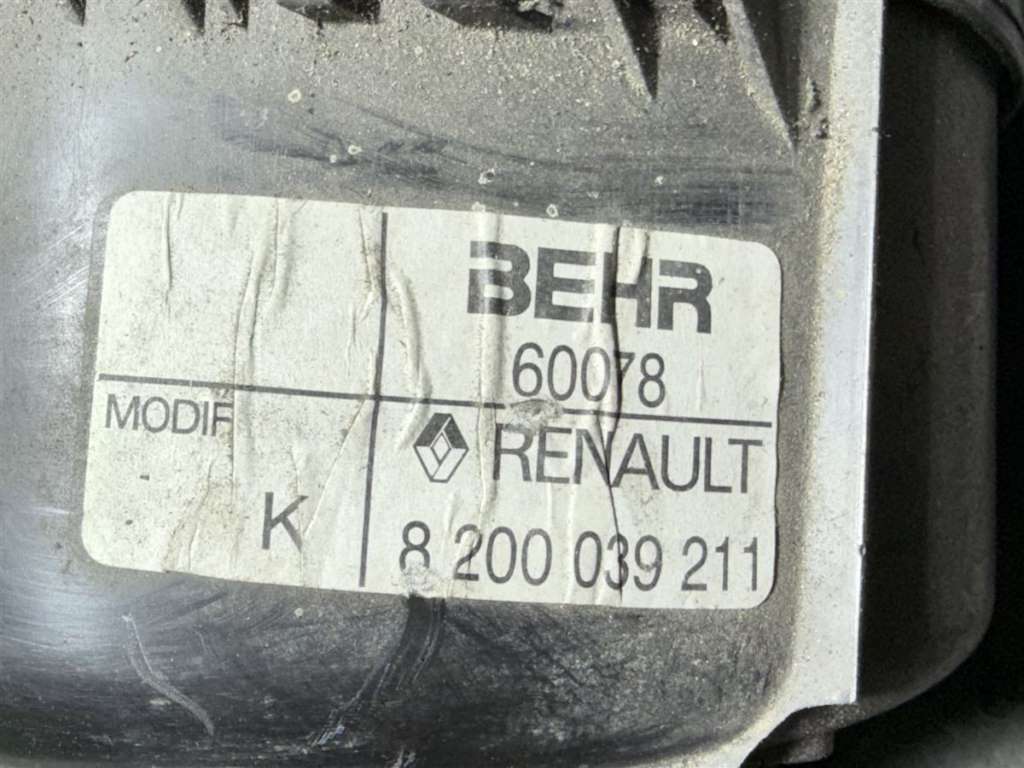 BEHR
60078
MODIF
RENAULT
K
8 200 039 211